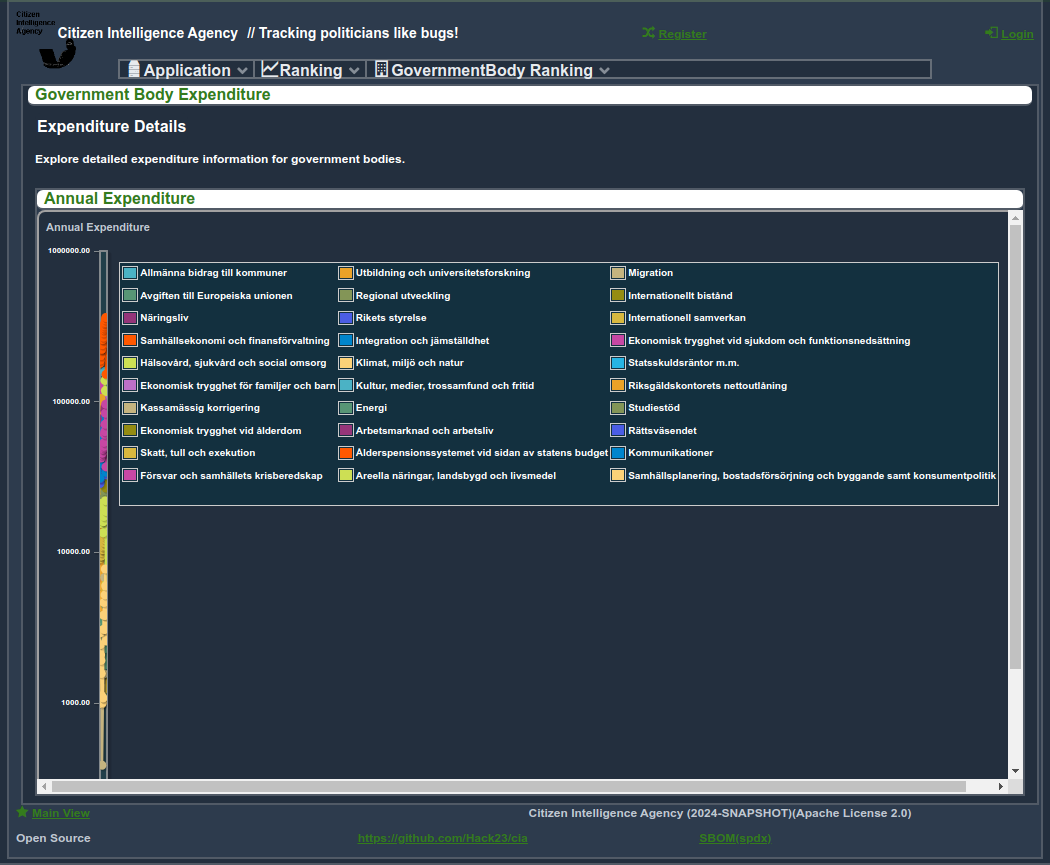 Citizen
Intelligence
Agency
Citizen Intelligence Agency // Tracking politicians like bugs!
Register
Login
Application
Ranking
GovernmentBody Ranking
Government Body Expenditure
Expenditure Details
Explore detailed expenditure information for government bodies.
Annual Expenditure
Annual Expenditure
1000000.00
100000.00
10000.00
1000.00
Allmänna bidrag till kommuner
Utbildning och universitetsforskning
Migration
Avgiften till Europeiska unionen
Regional utveckling
Internationellt bistånd
Näringsliv
Rikets styrelse
Internationell samverkan
Samhällsekonomi och finansförvaltning
Integration och jämställdhet
Ekonomisk trygghet vid sjukdom och funktionsnedsättning
Hälsovård, sjukvård och social omsorg
Klimat, miljö och natur
Statsskuldsräntor m.m.
Ekonomisk trygghet för familjer och barn
Kultur, medier, trossamfund och fritid
Riksgäldskontorets nettoutlåning
Kassamässig korrigering
Energi
Studiestöd
Ekonomisk trygghet vid ålderdom
Arbetsmarknad och arbetsliv
Rättsväsendet
Skatt, tull och exekution
Ålderspensionssystemet vid sidan av statens budget
Kommunikationer
Försvar och samhällets krisberedskap
Areella näringar, landsbygd och livsmedel
Samhällsplanering, bostadsförsörjning och byggande samt konsumentpolitik
Main View
Citizen Intelligence Agency (2024-SNAPSHOT)(Apache License 2.0)
Open Source
https://github.com/Hack23/cia
SBOM(spdx)